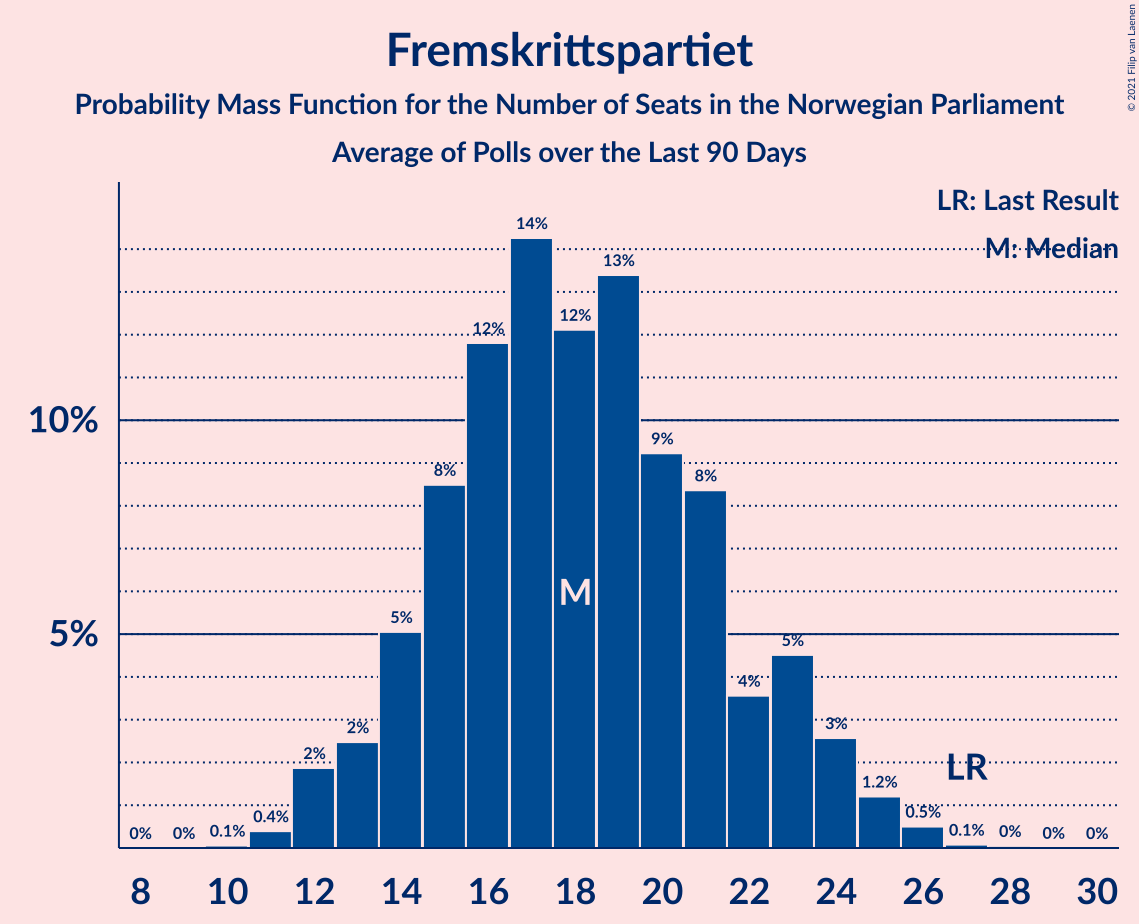 Fremskrittspartiet
Probability Mass Function for the Number of Seats in the Norwegian Parliament
Average of Polls over the Last 90 Days
© 2021 Filip van Laenen
LR: Last Result
M: Median
10%
5%
0% 0% 0.1% 0.4% 2% 2% 5% 8% 12% 14% 12% 13% 9% 8% 4% 5% 3% 1.2% 0.5% 0.1% 0% 0% 0%
M
LR
8 10 12 14 16 18 20 22 24 26 28 30